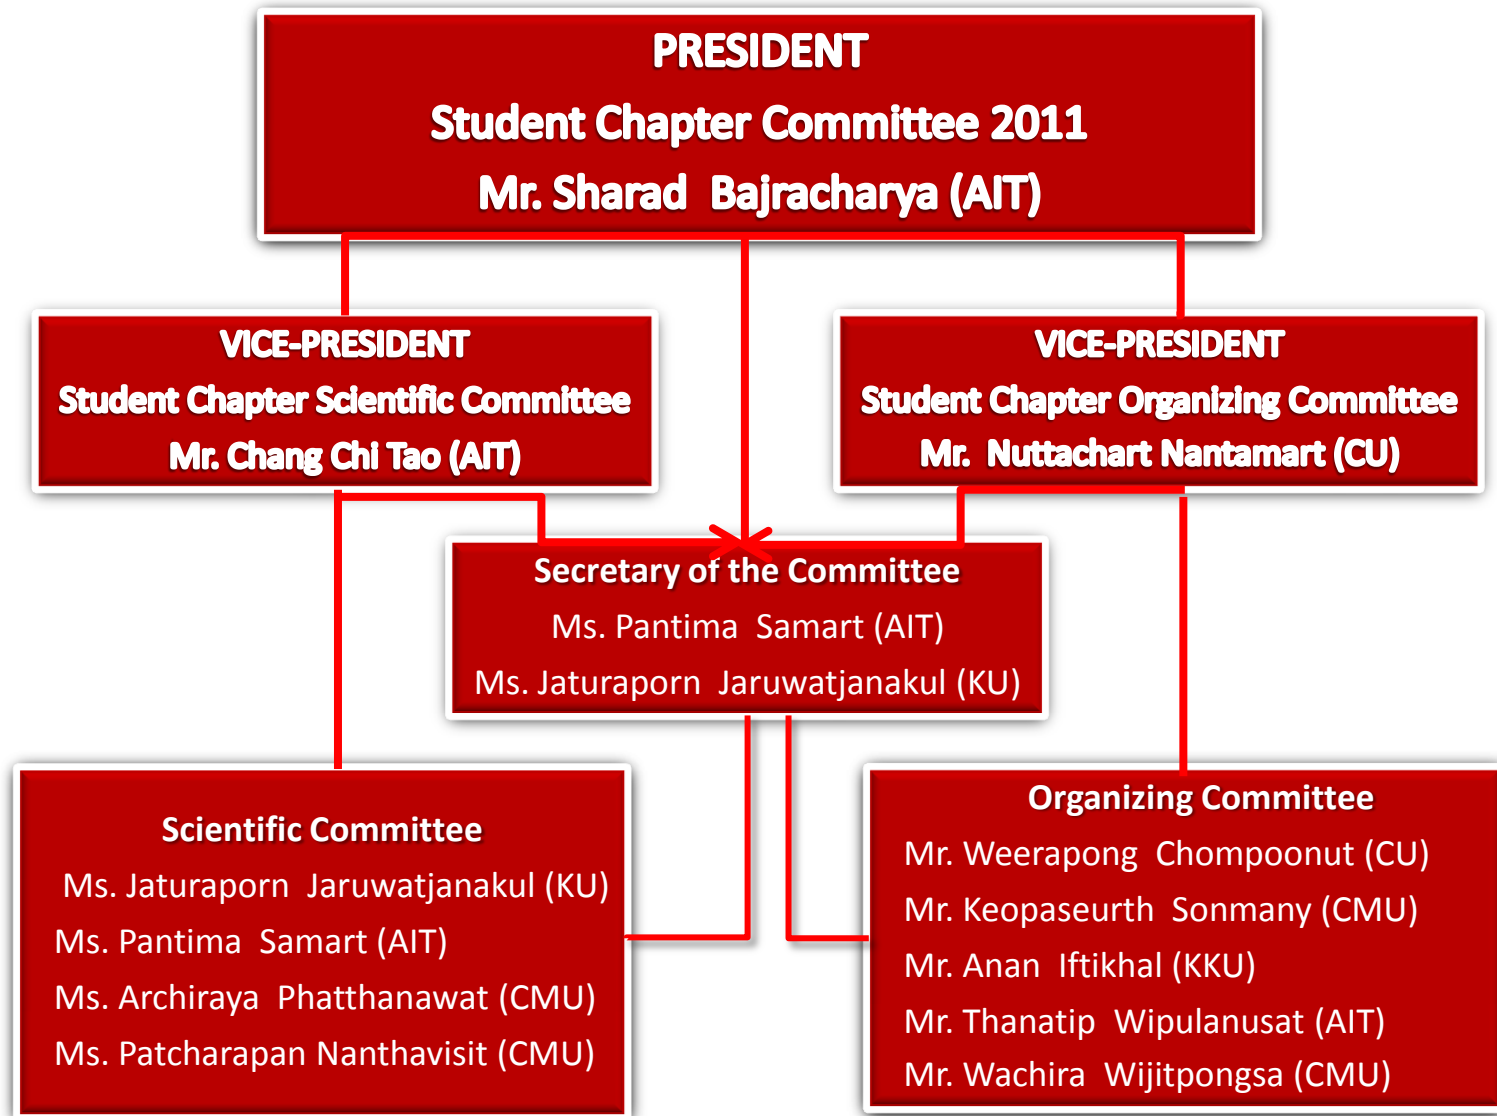 PRESIDENT
Student Chapter Committee 2011
Mr. Sharad Bajracharya (AIT)
VICE-PRESIDENT
Student Chapter Scientific Committee
Mr. Chang Chi Tao (AIT)
VICE-PRESIDENT
Student Chapter Organizing Committee
Mr. Nuttachart Nantamart (CU)
Secretary of the Committee
Ms. Pantima Samart (AIT)
Ms. Jaturaporn Jaruwatjanakul (KU)
Scientific Committee
Ms. Jaturaporn Jaruwatjanakul (KU)
Ms. Pantima Samart (AIT)
Ms. Archiraya Phatthanawat (CMU)
Ms. Patcharapan Nanthavisit (CMU)
Organizing Committee
Mr. Weerapong Chompoonut (CU)
Mr. Keopaseurth Sonmany (CMU)
Mr. Anan Iftikhal (KKU)
Mr. Thanatip Wipulanusat (AIT)
Mr. Wachira Wijitpongsa (CMU)